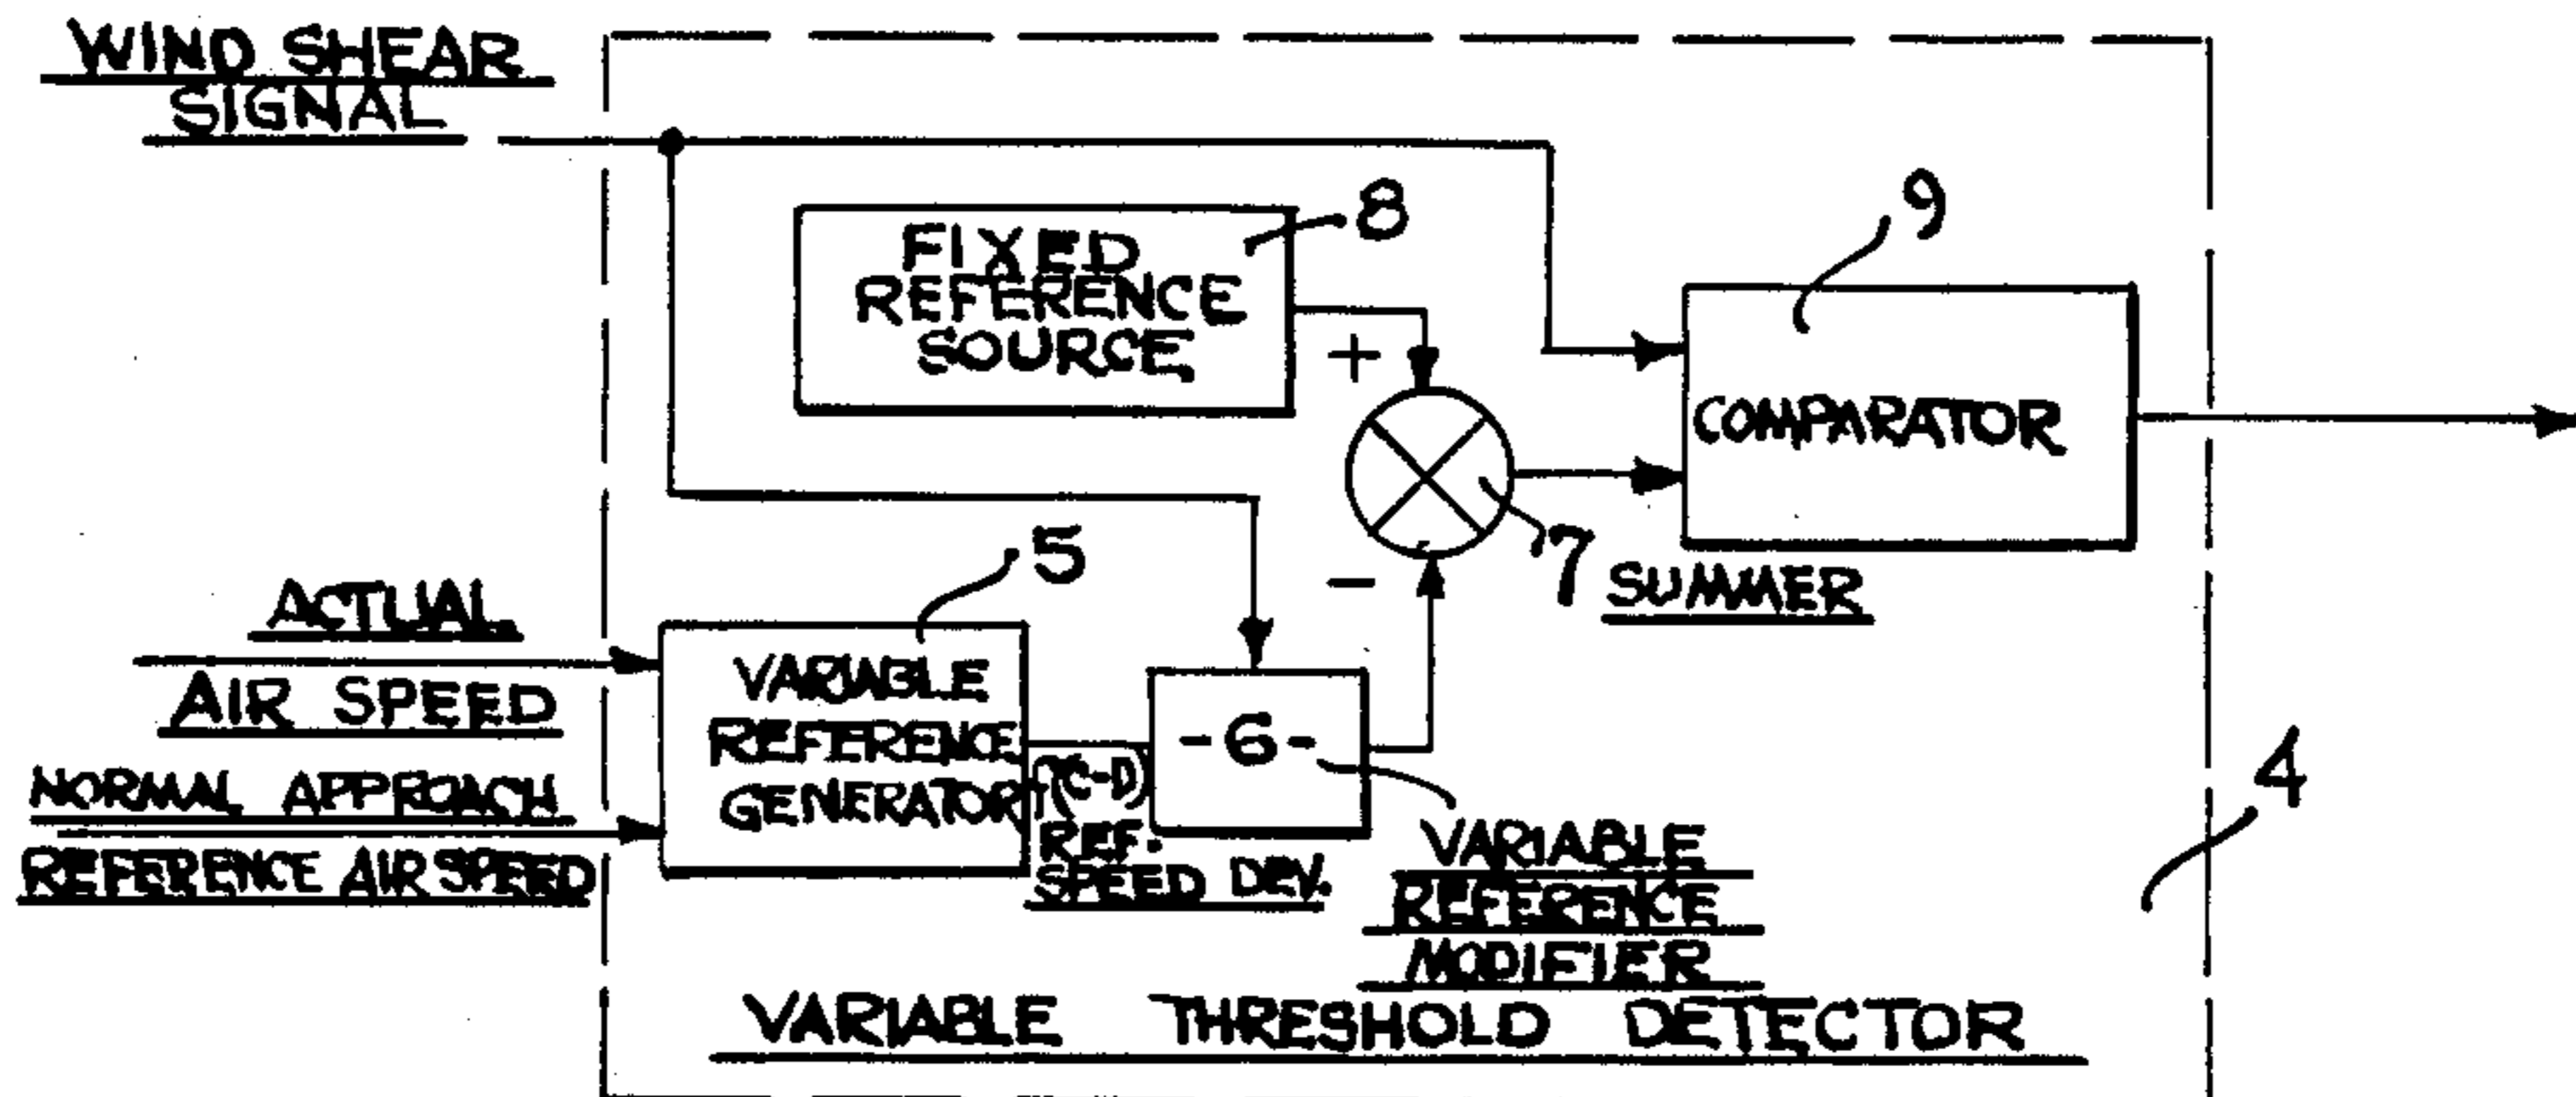 WIND SHEAR
SIGNAL
FIXED
REFERENCE
SOURCE
8
9
+
COMPARATOR
7
SUMMER
−
5
ACTUAL
AIR SPEED
NORMAL APPROACH
REFERENCE AIR SPEED
VARIABLE
REFERENCE
GENERATOR
f(C-D)
REF.
SPEED DEV.
-6-
VARIABLE
REFERENCE
MODIFIER
4
VARIABLE THRESHOLD DETECTOR